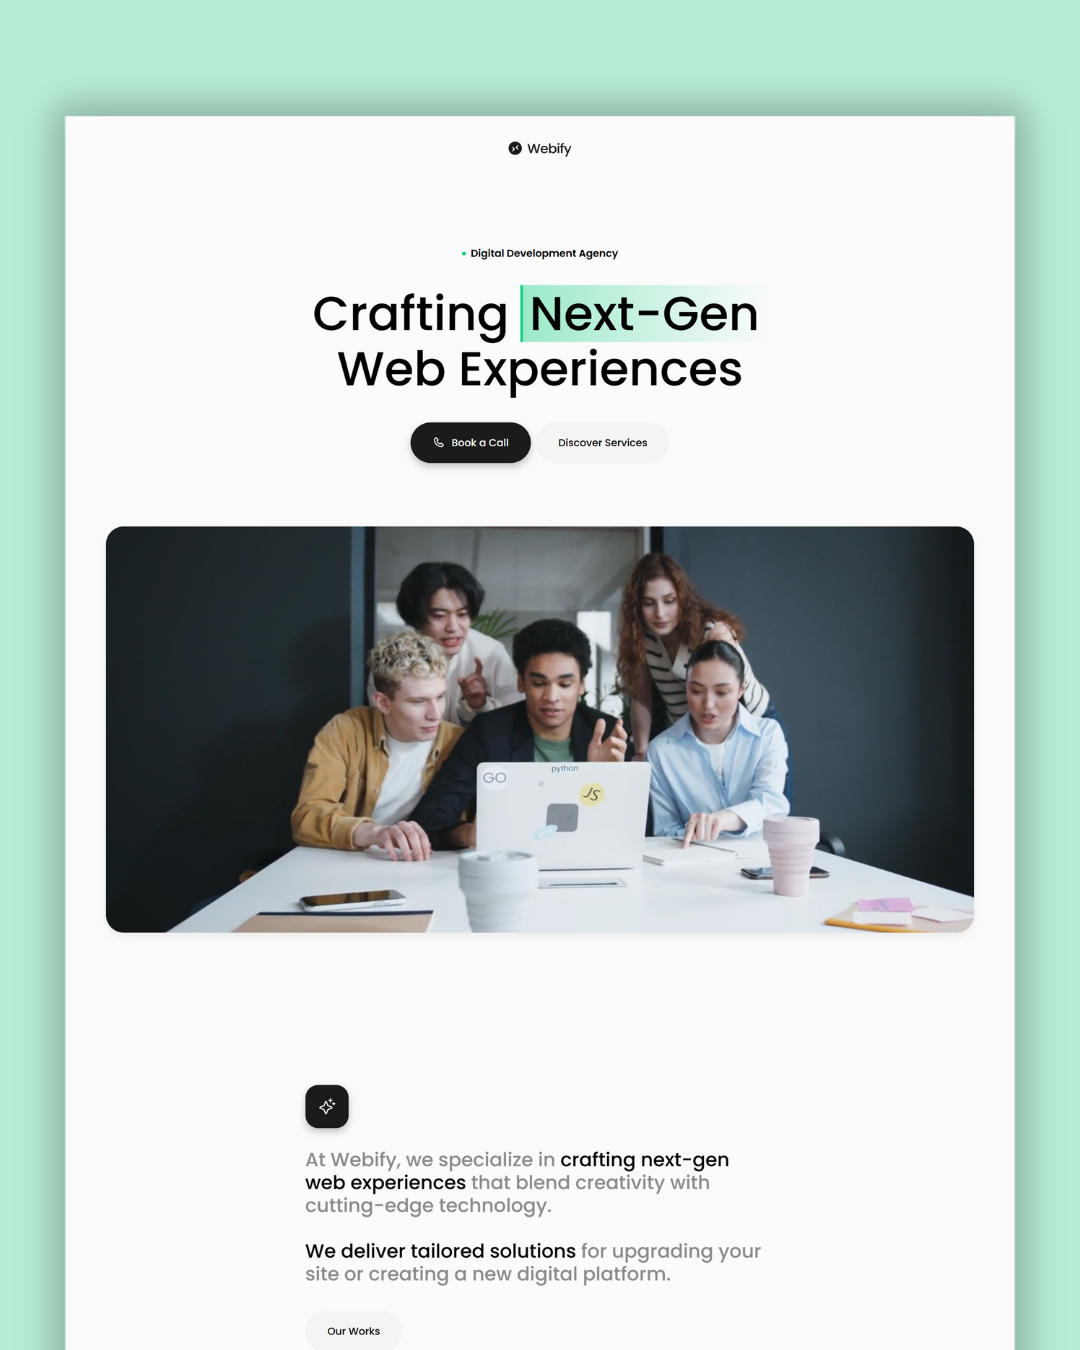 Webify
Digital Development Agency
Crafting Next-Gen
Web Experiences
Book a Call
Discover Services
GO
python
JS
At Webify, we specialize in crafting next-gen
web experiences that blend creativity with
cutting-edge technology.
We deliver tailored solutions for upgrading your
site or creating a new digital platform.
Our Works